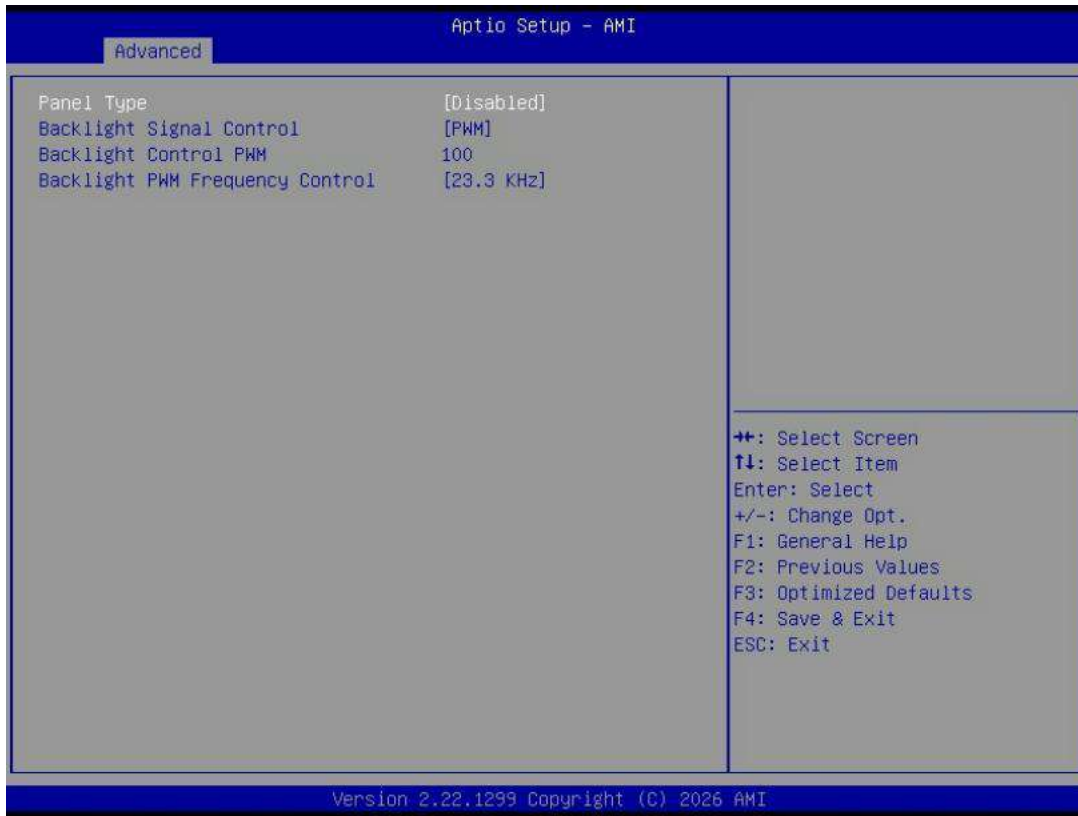 Aptio Setup - AMI
Advanced
Panel Type [Disabled]
Backlight Signal Control [PWM]
Backlight Control PWM 100
Backlight PWM Frequency Control [23.3 KHz]
→←: Select Screen
↑↓: Select Item
Enter: Select
+/-: Change Opt.
F1: General Help
F2: Previous Values
F3: Optimized Defaults
F4: Save & Exit
ESC: Exit
Version 2.22.1299 Copyright (C) 2026 AMI